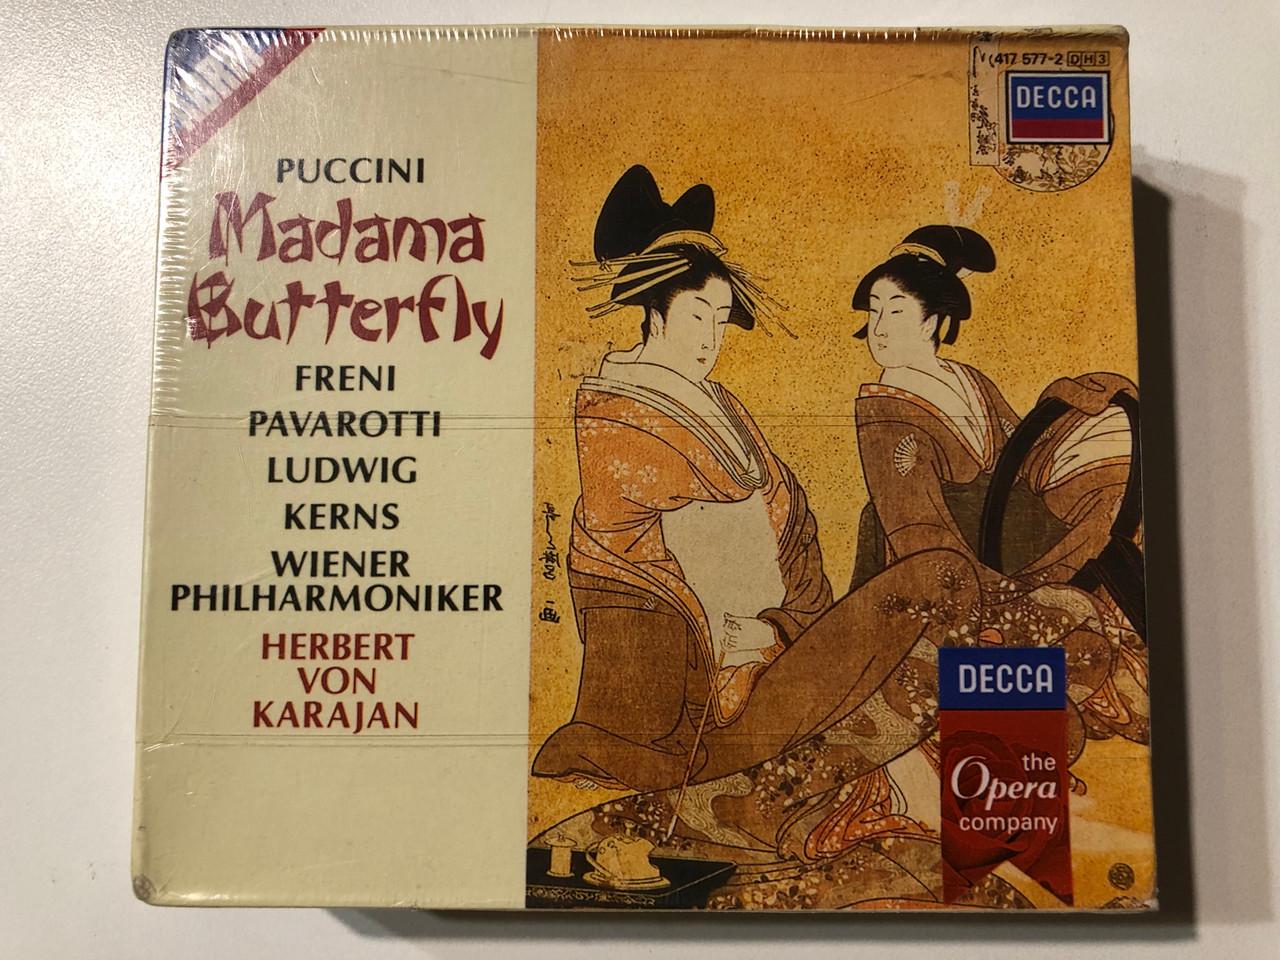 417 577-2 DH3
DECCA
PUCCINI
Madama
Butterfly
FRENI
PAVAROTTI
LUDWIG
KERNS
WIENER
PHILHARMONIKER
HERBERT
VON
KARAJAN
DECCA
the
Opera
company